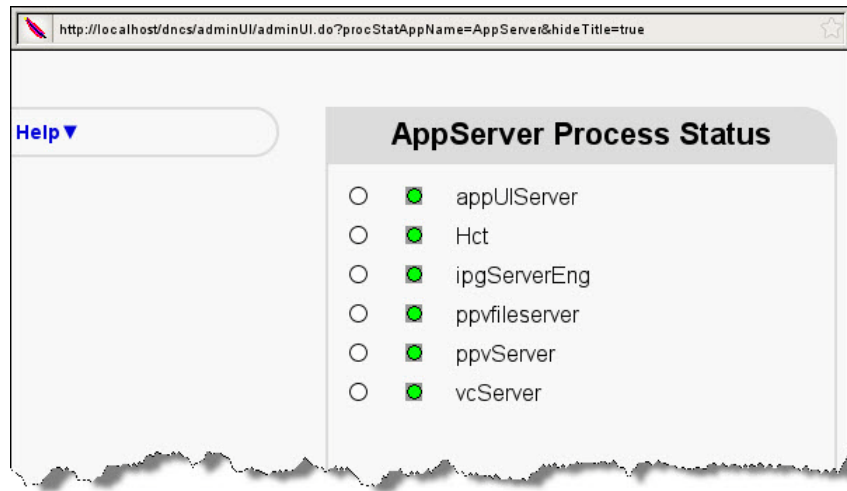 http://localhost/dncs/adminUI/adminUI.do?procStatAppName=AppServer&hideTitle=true
Help▼
AppServer Process Status
appUIServer
Hct
ipgServerEng
ppvfileserver
ppvServer
vcServer